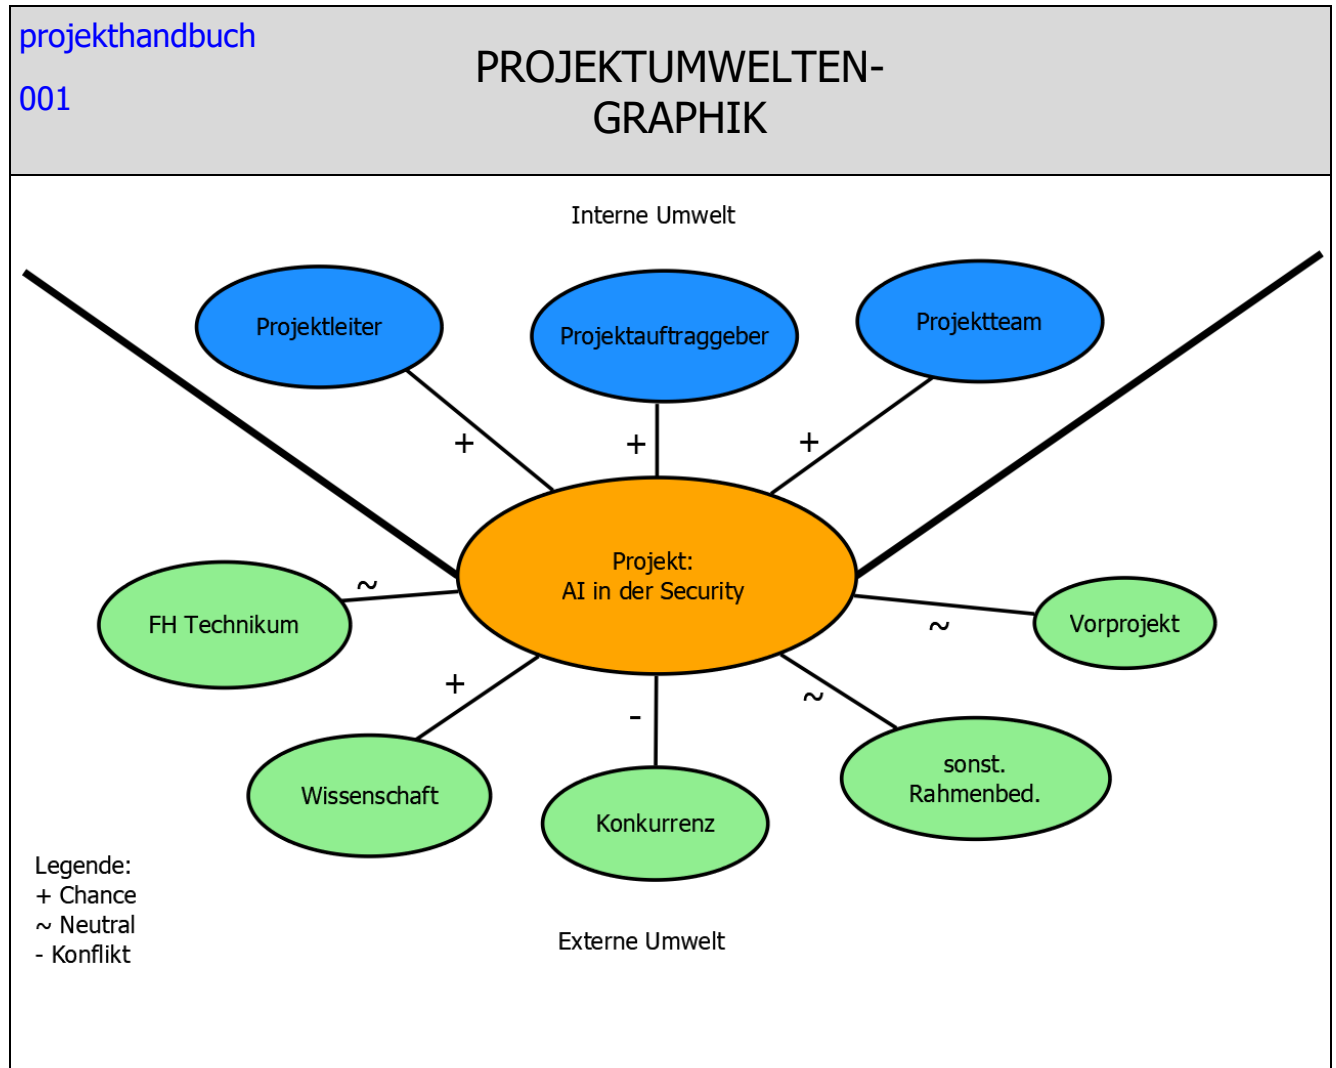 projekthandbuch
001
PROJEKTUMWELTEN-
GRAPHIK
Interne Umwelt
Projektleiter
Projektauftraggeber
Projektteam
+
+
+
Projekt:
AI in der Security
FH Technikum
~
~
Vorprojekt
+
-
~
Wissenschaft
Konkurrenz
sonst.
Rahmenbed.
Legende:
+ Chance
~ Neutral
- Konflikt
Externe Umwelt